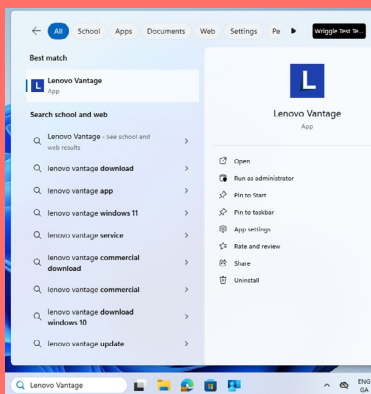 All School Apps Documents Web Settings Pe Wriggle Test Te...
Best match
Lenovo Vantage
App
Search school and web
Lenovo Vantage - See school and
web results
lenovo vantage download
lenovo vantage app
lenovo vantage windows 11
lenovo vantage service
lenovo vantage commercial
download
lenovo vantage commercial
lenovo vantage download
windows 10
lenovo vantage update
L
Lenovo Vantage
App
Open
Run as administrator
Pin to Start
Pin to taskbar
App settings
Rate and review
Share
Uninstall
Lenovo Vantage
ENG
GA